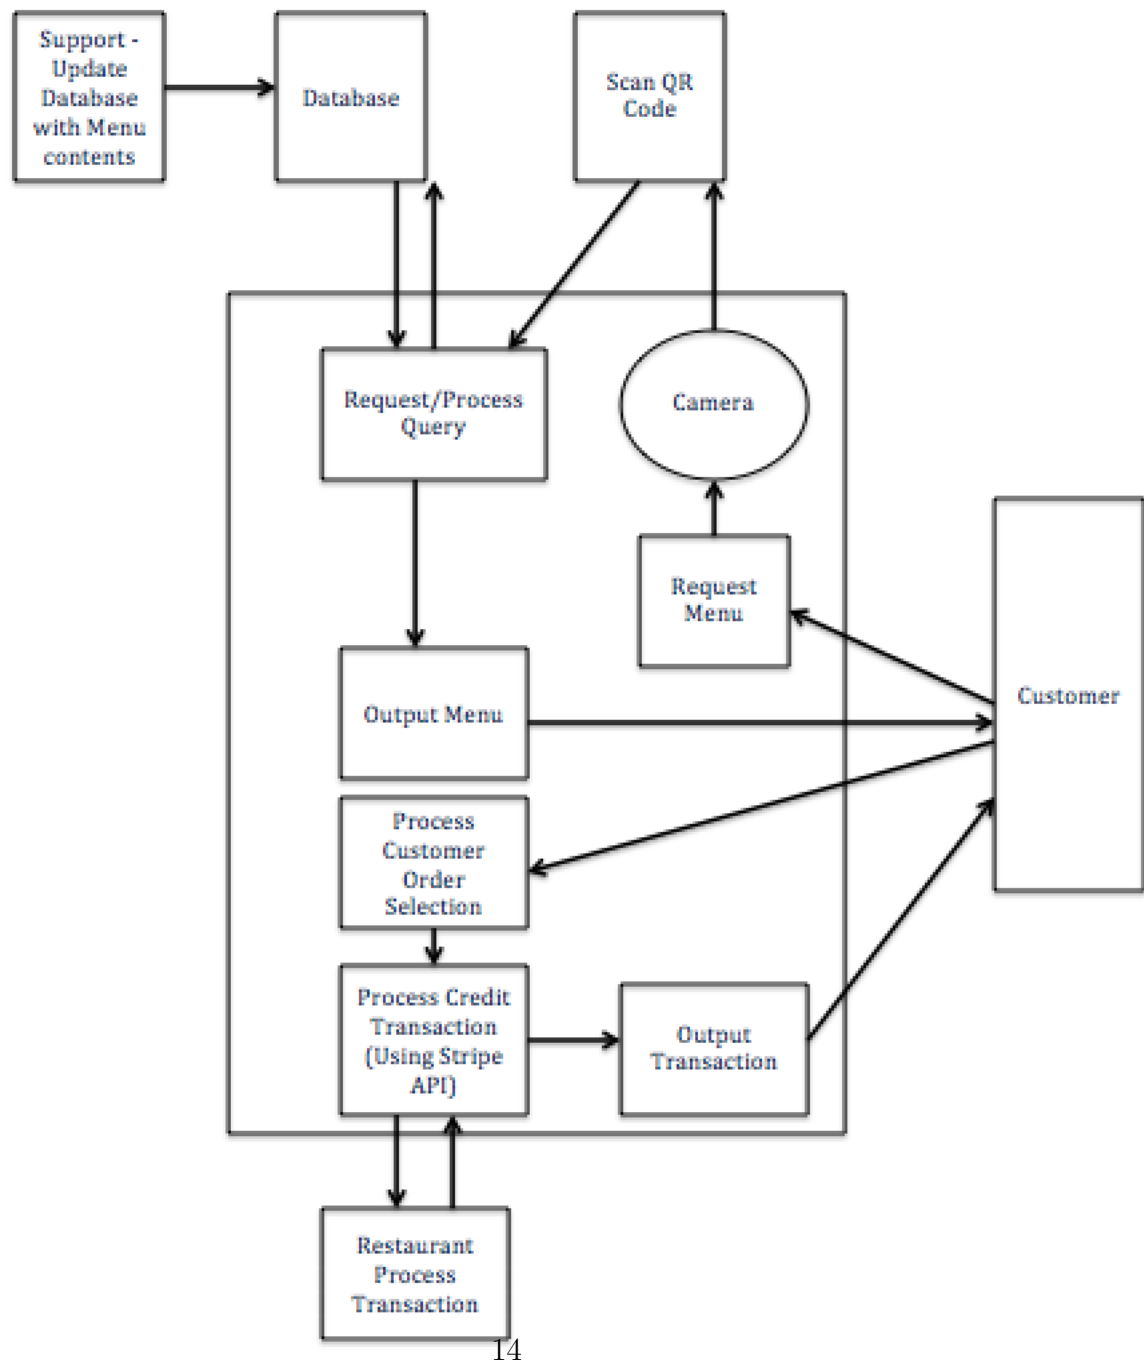 Support -
Update
Database
with Menu
contents
Database
Scan QR
Code
Request/Process
Query
Camera
Request
Menu
Customer
Output Menu
Process
Customer
Order
Selection
Process Credit
Transaction
(Using Stripe
API)
Output
Transaction
Restaurant
Process
Transaction
14